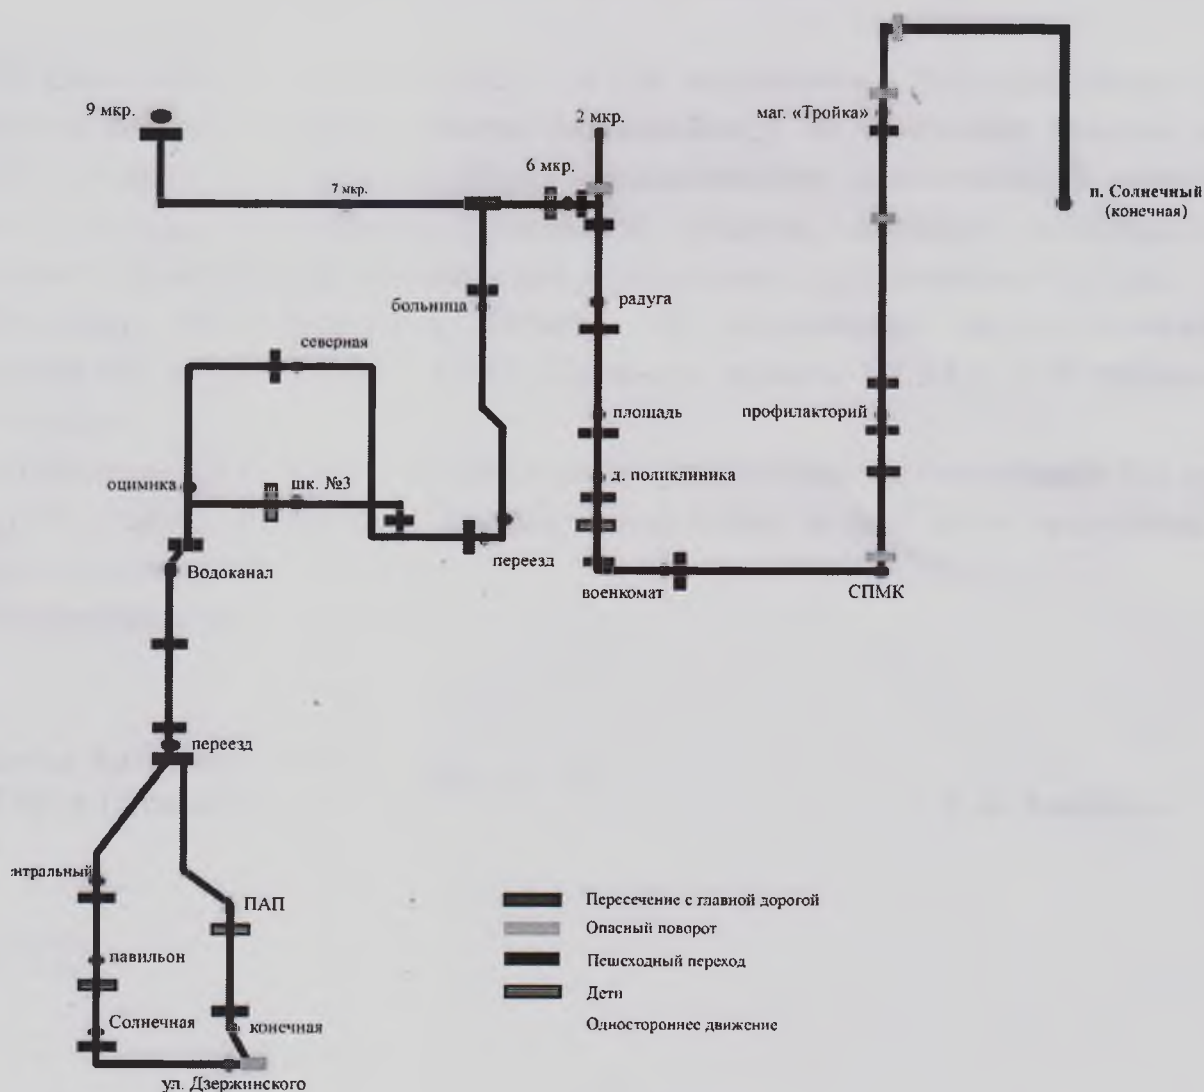 9 мкр.
2 мкр.
маг. «Тройка»
6 мкр.
7 мкр.
п. Солнечный
(конечная)
больница
радуга
северная
площадь
профилакторий
оцимика
шк. №3
д. поликлиника
переезд
Водоканал
военкомат
СПМК
переезд
нтральный
ПАП
павильон
Солнечная
конечная
ул. Дзержинского
Пересечение с главной дорогой
Опасный поворот
Пешеходный переход
Дети
Одностороннее движение